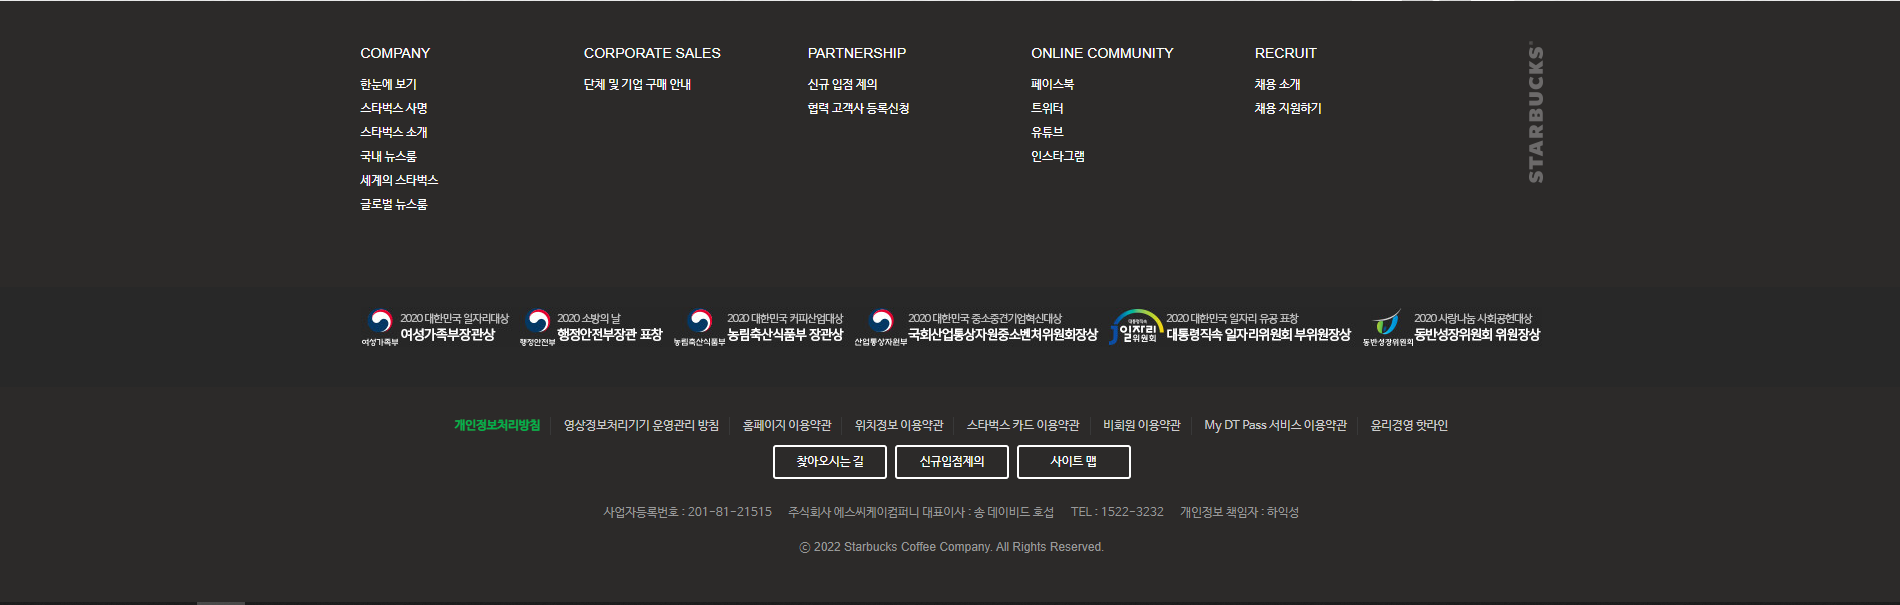 COMPANY
한눈에 보기
스타벅스 사명
스타벅스 소개
국내 뉴스룸
세계의 스타벅스
글로벌 뉴스룸
CORPORATE SALES
단체 및 기업 구매 안내
PARTNERSHIP
신규 입점 제의
협력 고객사 등록신청
ONLINE COMMUNITY
페이스북
트위터
유튜브
인스타그램
RECRUIT
채용 소개
채용 지원하기
STARBUCKS
여성가족부
2020 대한민국 일자리대상
여성가족부장관상
행정안전부
2020 소방의 날
행정안전부장관 표창
농림축산식품부
2020 대한민국 커피산업대상
농림축산식품부 장관상
산업통상자원부
2020 대한민국 중소중견기업혁신대상
국회산업통상자원중소벤처위원회장상
대통령직속
일자리
위원회
2020 대한민국 일자리 유공 표창
대통령직속 일자리위원회 부위원장상
동반성장위원회
2020 사랑나눔 사회공헌대상
동반성장위원회 위원장상
개인정보처리방침 영상정보처리기기 운영관리 방침 홈페이지 이용약관 위치정보 이용약관 스타벅스 카드 이용약관 비회원 이용약관 My DT Pass 서비스 이용약관 윤리경영 핫라인
찾아오시는 길 신규입점제의 사이트 맵
사업자등록번호 : 201-81-21515 주식회사 에스씨케이컴퍼니 대표이사 : 송 데이비드 호섭 TEL : 1522-3232 개인정보 책임자 : 하익성
ⓒ 2022 Starbucks Coffee Company. All Rights Reserved.